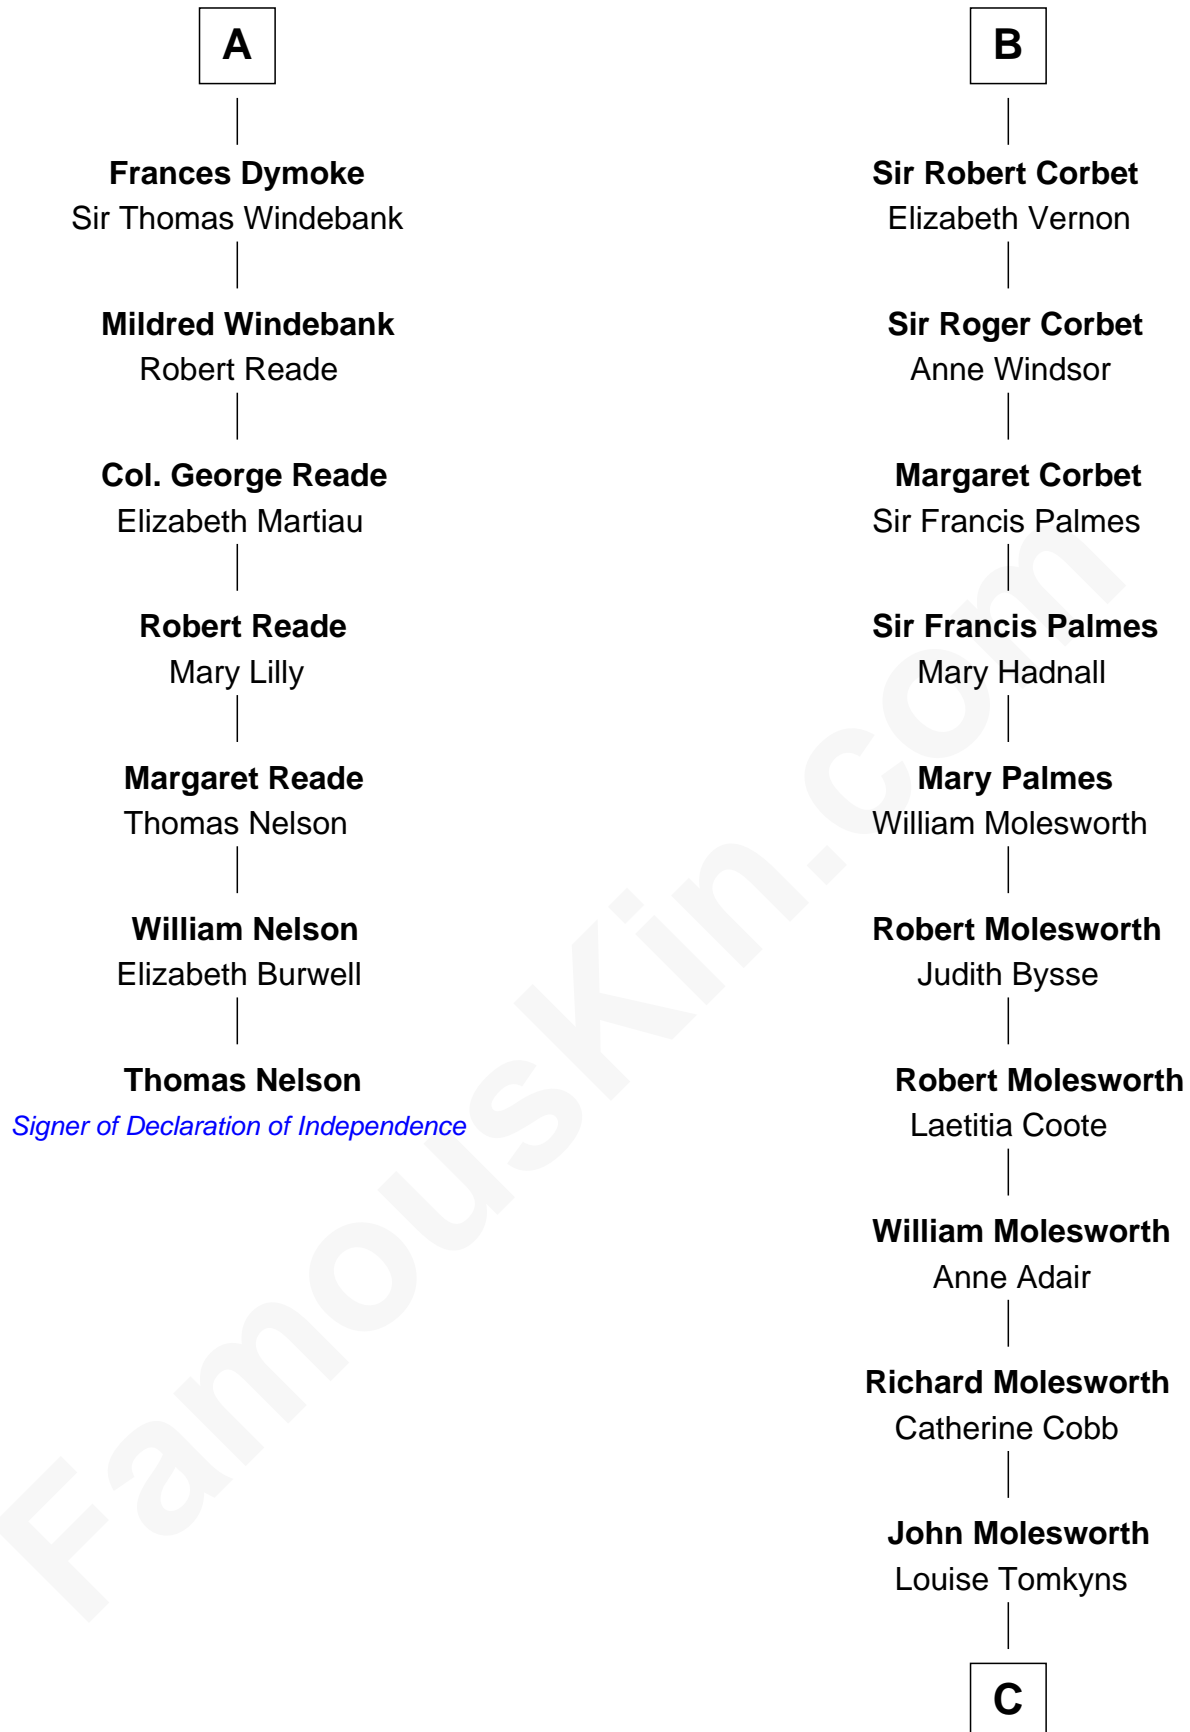 A
Frances Dymoke
Sir Thomas Windebank
Mildred Windebank
Robert Reade
Col. George Reade
Elizabeth Martiau
Robert Reade
Mary Lilly
Margaret Reade
Thomas Nelson
William Nelson
Elizabeth Burwell
Thomas Nelson
Signer of Declaration of Independence
B
Sir Robert Corbet
Elizabeth Vernon
Sir Roger Corbet
Anne Windsor
Margaret Corbet
Sir Francis Palmes
Sir Francis Palmes
Mary Hadnall
Mary Palmes
William Molesworth
Robert Molesworth
Judith Bysse
Robert Molesworth
Laetitia Coote
William Molesworth
Anne Adair
Richard Molesworth
Catherine Cobb
John Molesworth
Louise Tomkyns
C
FamousKin.com